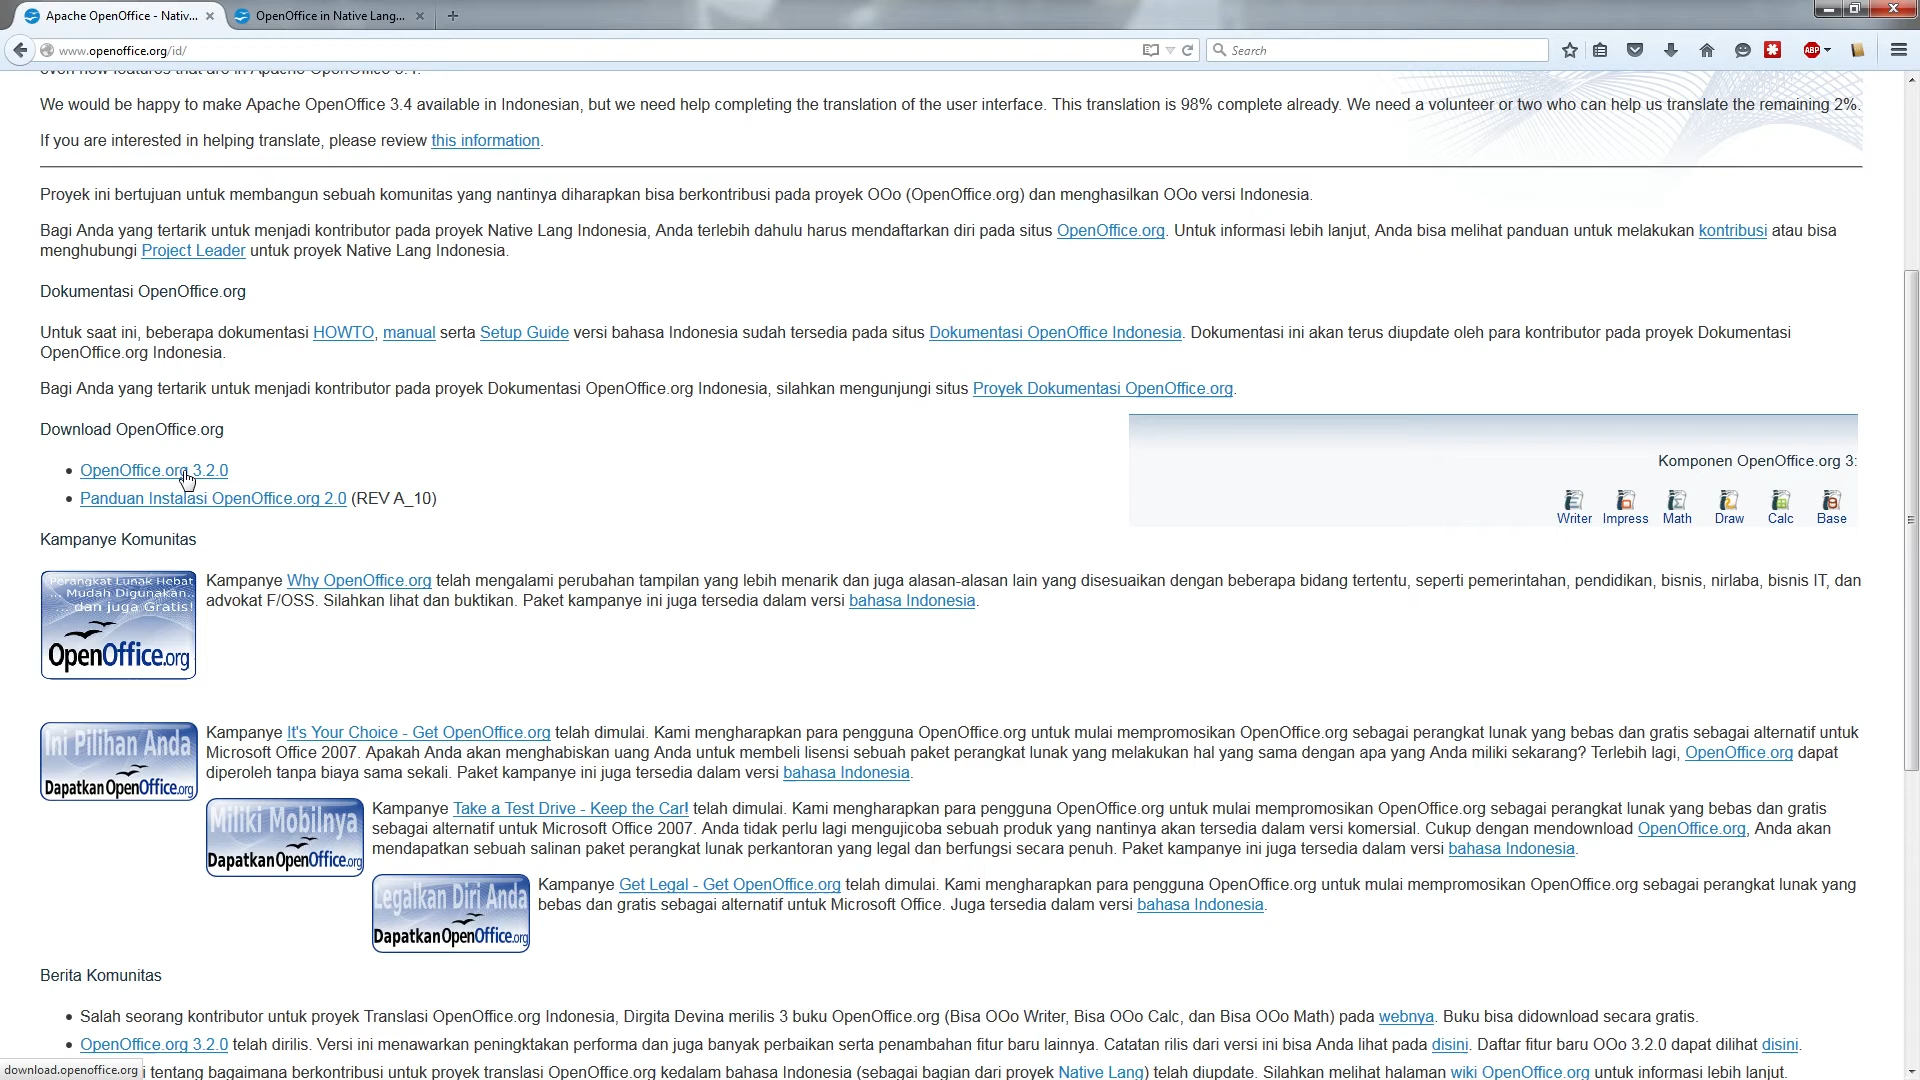 Apache OpenOffice - Nativ...
OpenOffice in Native Lang...
www.openoffice.org/id/
Search
ABP
even new features that are in Apache OpenOffice 3.4.
We would be happy to make Apache OpenOffice 3.4 available in Indonesian, but we need help completing the translation of the user interface. This translation is 98% complete already. We need a volunteer or two who can help us translate the remaining 2%.
If you are interested in helping translate, please review this information.
Proyek ini bertujuan untuk membangun sebuah komunitas yang nantinya diharapkan bisa berkontribusi pada proyek OOo (OpenOffice.org) dan menghasilkan OOo versi Indonesia.
Bagi Anda yang tertarik untuk menjadi kontributor pada proyek Native Lang Indonesia, Anda terlebih dahulu harus mendaftarkan diri pada situs OpenOffice.org. Untuk informasi lebih lanjut, Anda bisa melihat panduan untuk melakukan kontribusi atau bisa
menghubungi Project Leader untuk proyek Native Lang Indonesia.
Dokumentasi OpenOffice.org
Untuk saat ini, beberapa dokumentasi HOWTO, manual serta Setup Guide versi bahasa Indonesia sudah tersedia pada situs Dokumentasi OpenOffice Indonesia. Dokumentasi ini akan terus diupdate oleh para kontributor pada proyek Dokumentasi
OpenOffice.org Indonesia.
Bagi Anda yang tertarik untuk menjadi kontributor pada proyek Dokumentasi OpenOffice.org Indonesia, silahkan mengunjungi situs Proyek Dokumentasi OpenOffice.org.
Download OpenOffice.org
Komponen OpenOffice.org 3:
OpenOffice.org 3.2.0
Panduan Instalasi OpenOffice.org 2.0 (REV A_10)
Writer Impress Math Draw Calc Base
Kampanye Komunitas
Perangkat Lunak Hebat
... Mudah Digunakan..
... dan juga Gratis!
OpenOffice.org
Kampanye Why OpenOffice.org telah mengalami perubahan tampilan yang lebih menarik dan juga alasan-alasan lain yang disesuaikan dengan beberapa bidang tertentu, seperti pemerintahan, pendidikan, bisnis, nirlaba, bisnis IT, dan
advokat F/OSS. Silahkan lihat dan buktikan. Paket kampanye ini juga tersedia dalam versi bahasa Indonesia.
Ini Pilihan Anda
DapatkanOpenOffice.org
Kampanye It's Your Choice - Get OpenOffice.org telah dimulai. Kami mengharapkan para pengguna OpenOffice.org untuk mulai mempromosikan OpenOffice.org sebagai perangkat lunak yang bebas dan gratis sebagai alternatif untuk
Microsoft Office 2007. Apakah Anda akan menghabiskan uang Anda untuk membeli lisensi sebuah paket perangkat lunak yang melakukan hal yang sama dengan apa yang Anda miliki sekarang? Terlebih lagi, OpenOffice.org dapat
diperoleh tanpa biaya sama sekali. Paket kampanye ini juga tersedia dalam versi bahasa Indonesia.
Miliki Mobilnya
DapatkanOpenOffice.org
Kampanye Take a Test Drive - Keep the Car! telah dimulai. Kami mengharapkan para pengguna OpenOffice.org untuk mulai mempromosikan OpenOffice.org sebagai perangkat lunak yang bebas dan gratis
sebagai alternatif untuk Microsoft Office 2007. Anda tidak perlu lagi mengujicoba sebuah produk yang nantinya akan tersedia dalam versi komersial. Cukup dengan mendownload OpenOffice.org, Anda akan
mendapatkan sebuah salinan paket perangkat lunak perkantoran yang legal dan berfungsi secara penuh. Paket kampanye ini juga tersedia dalam versi bahasa Indonesia.
Legalkan Diri Anda
DapatkanOpenOffice.org
Kampanye Get Legal - Get OpenOffice.org telah dimulai. Kami mengharapkan para pengguna OpenOffice.org untuk mulai mempromosikan OpenOffice.org sebagai perangkat lunak yang
bebas dan gratis sebagai alternatif untuk Microsoft Office. Juga tersedia dalam versi bahasa Indonesia.
Berita Komunitas
Salah seorang kontributor untuk proyek Translasi OpenOffice.org Indonesia, Dirgita Devina merilis 3 buku OpenOffice.org (Bisa OOo Writer, Bisa OOo Calc, dan Bisa OOo Math) pada webnya. Buku bisa didownload secara gratis.
OpenOffice.org 3.2.0 telah dirilis. Versi ini menawarkan peningktakan performa dan juga banyak perbaikan serta penambahan fitur baru lainnya. Catatan rilis dari versi ini bisa Anda lihat pada disini. Daftar fitur baru OOo 3.2.0 dapat dilihat disini.
download.openoffice.org
tentang bagaimana berkontribusi untuk proyek translasi OpenOffice.org kedalam bahasa Indonesia (sebagai bagian dari proyek Native Lang) telah diupdate. Silahkan melihat halaman wiki OpenOffice.org untuk informasi lebih lanjut.